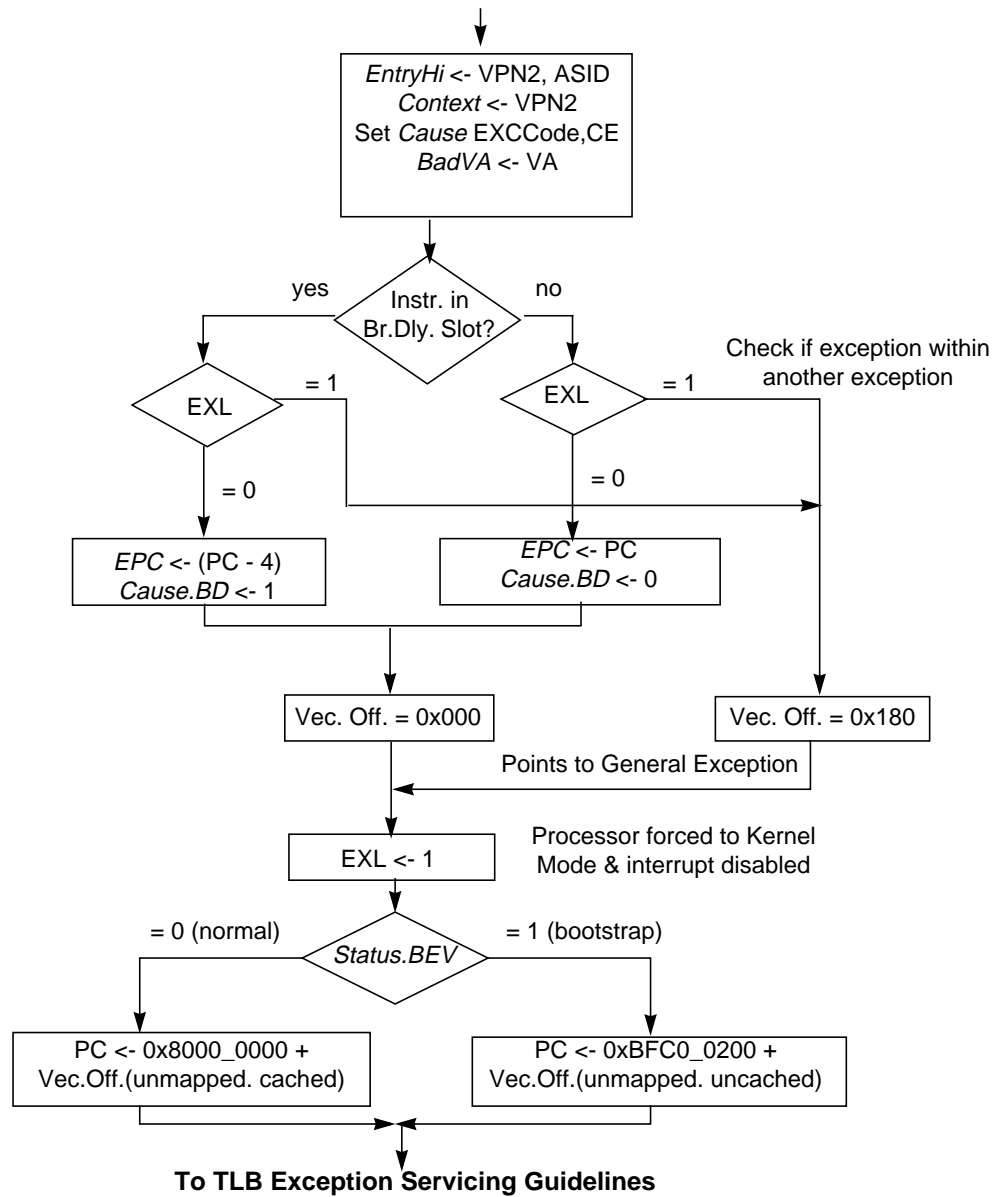 EntryHi <- VPN2, ASID
Context <- VPN2
Set Cause EXCCode,CE
BadVA <- VA
yes
Instr. in
Br.Dly. Slot?
no
Check if exception within
another exception
EXL
= 1
EXL
= 1
= 0
= 0
EPC <- (PC - 4)
Cause.BD <- 1
EPC <- PC
Cause.BD <- 0
Vec. Off. = 0x000
Vec. Off. = 0x180
Points to General Exception
EXL <- 1
Processor forced to Kernel
Mode & interrupt disabled
= 0 (normal)
Status.BEV
= 1 (bootstrap)
PC <- 0x8000_0000 +
Vec.Off.(unmapped. cached)
PC <- 0xBFC0_0200 +
Vec.Off.(unmapped. uncached)
To TLB Exception Servicing Guidelines